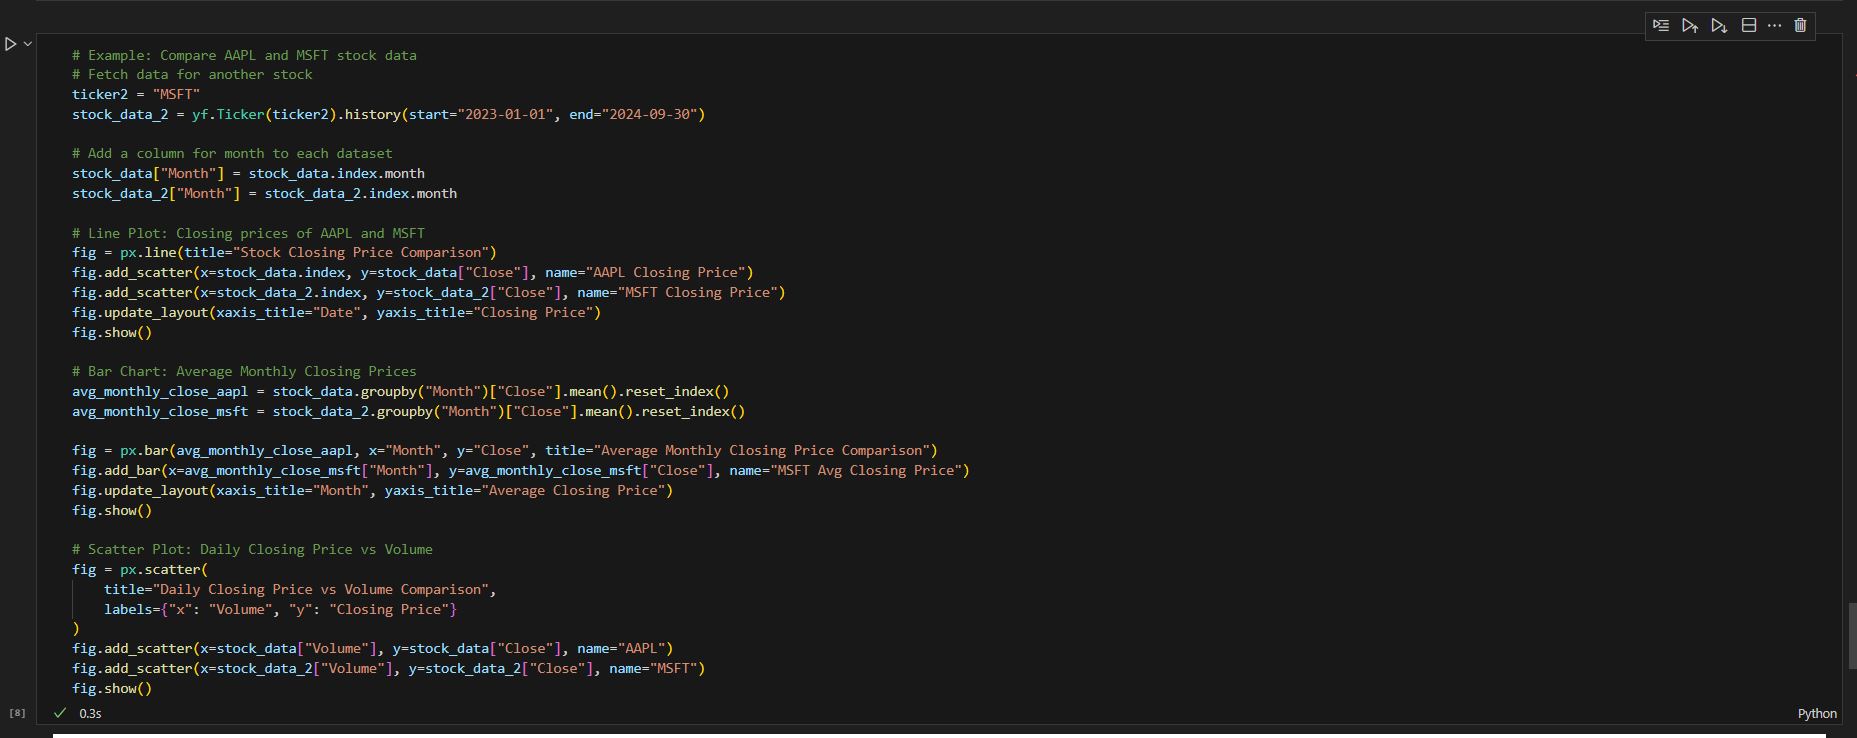 # Example: Compare AAPL and MSFT stock data
# Fetch data for another stock
ticker2 = "MSFT"
stock_data_2 = yf.Ticker(ticker2).history(start="2023-01-01", end="2024-09-30")
# Add a column for month to each dataset
stock_data["Month"] = stock_data.index.month
stock_data_2["Month"] = stock_data_2.index.month
# Line Plot: Closing prices of AAPL and MSFT
fig = px.line(title="Stock Closing Price Comparison")
fig.add_scatter(x=stock_data.index, y=stock_data["Close"], name="AAPL Closing Price")
fig.add_scatter(x=stock_data_2.index, y=stock_data_2["Close"], name="MSFT Closing Price")
fig.update_layout(xaxis_title="Date", yaxis_title="Closing Price")
fig.show()
# Bar Chart: Average Monthly Closing Prices
avg_monthly_close_aapl = stock_data.groupby("Month")["Close"].mean().reset_index()
avg_monthly_close_msft = stock_data_2.groupby("Month")["Close"].mean().reset_index()
fig = px.bar(avg_monthly_close_aapl, x="Month", y="Close", title="Average Monthly Closing Price Comparison")
fig.add_bar(x=avg_monthly_close_msft["Month"], y=avg_monthly_close_msft["Close"], name="MSFT Avg Closing Price")
fig.update_layout(xaxis_title="Month", yaxis_title="Average Closing Price")
fig.show()
# Scatter Plot: Daily Closing Price vs Volume
fig = px.scatter(
    title="Daily Closing Price vs Volume Comparison",
    labels={"x": "Volume", "y": "Closing Price"}
)
fig.add_scatter(x=stock_data["Volume"], y=stock_data["Close"], name="AAPL")
fig.add_scatter(x=stock_data_2["Volume"], y=stock_data_2["Close"], name="MSFT")
fig.show()
[8] 0.3s Python